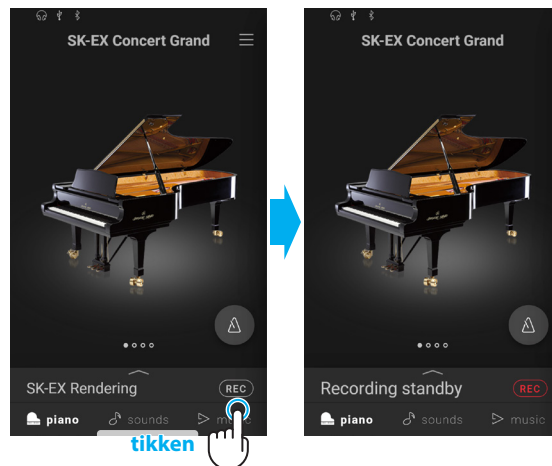 SK-EX Concert Grand
SK-EX Rendering
REC
piano
sounds
music
tikken
SK-EX Concert Grand
Recording standby
REC
piano
sounds
music